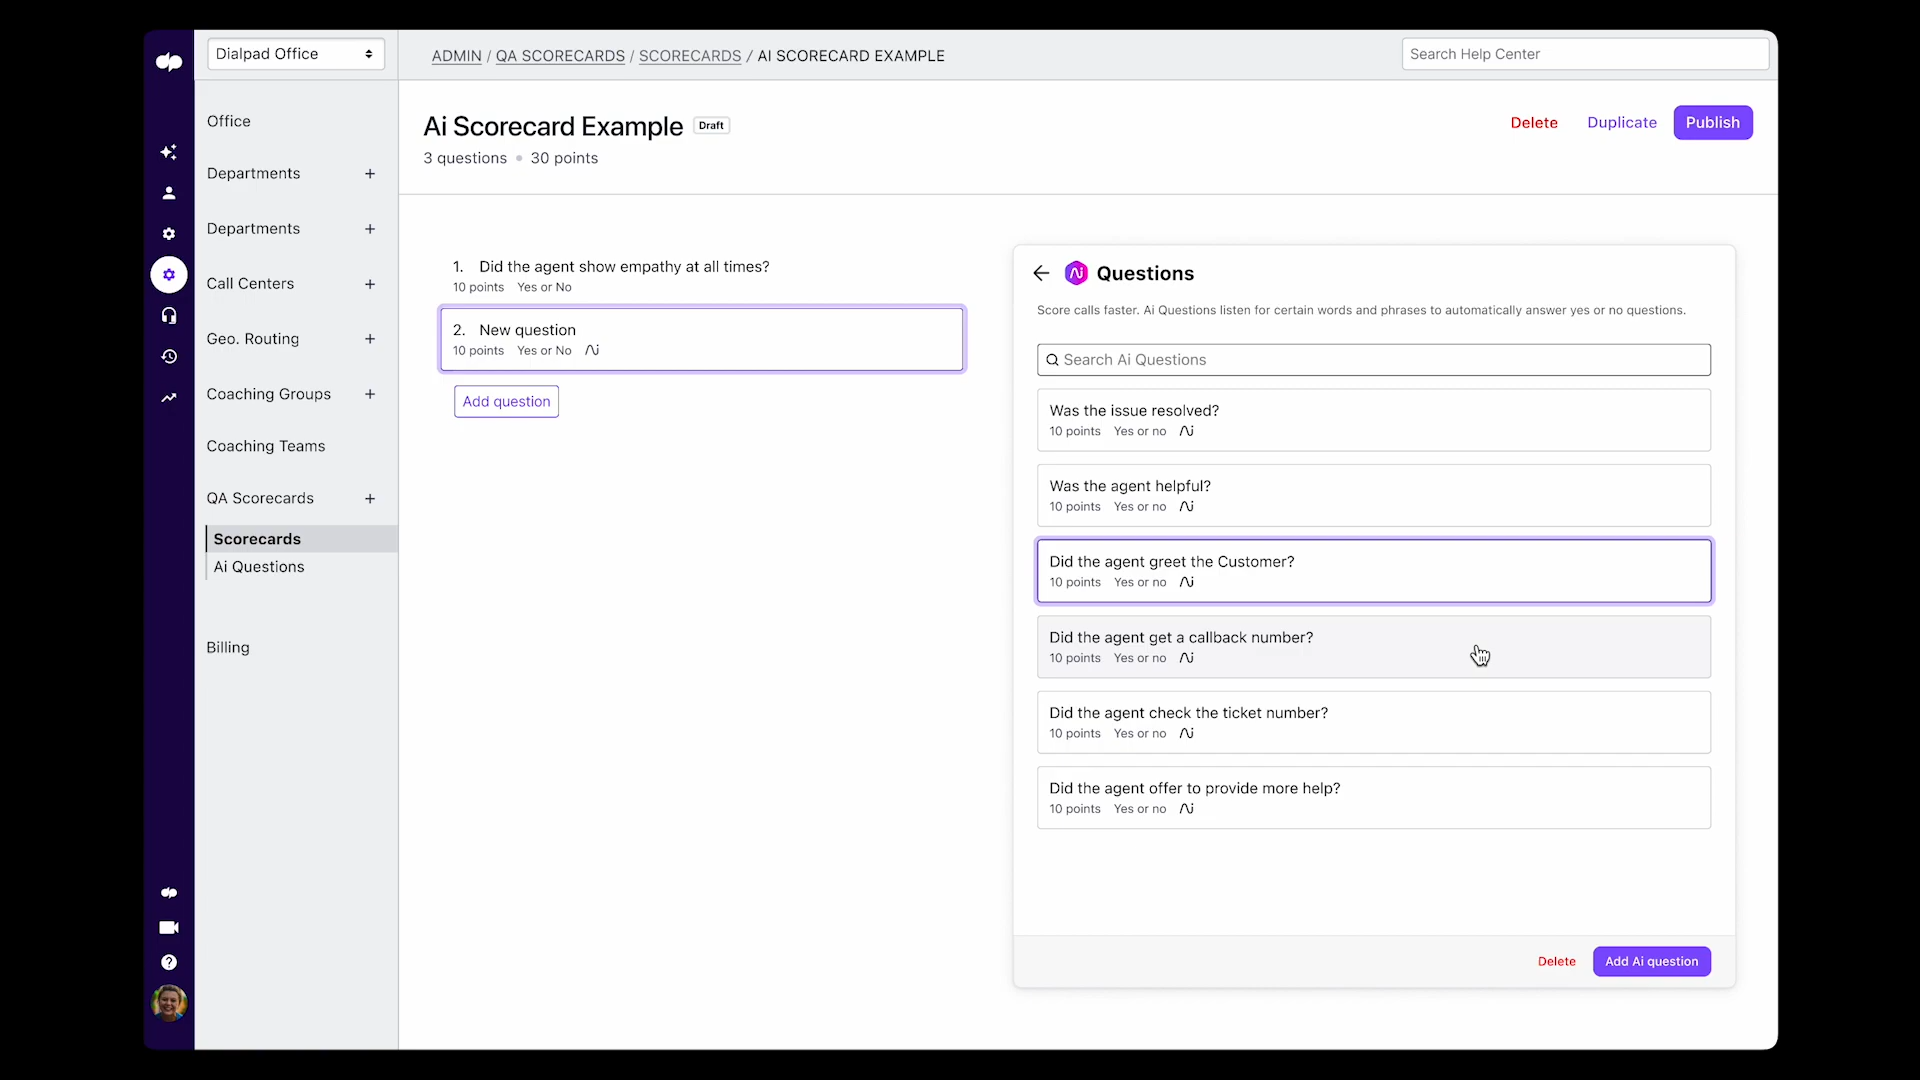 Dialpad Office
ADMIN / QA SCORECARDS / SCORECARDS / AI SCORECARD EXAMPLE
Search Help Center
Office
Departments +
Departments +
Call Centers +
Geo. Routing +
Coaching Groups +
Coaching Teams
QA Scorecards +
Scorecards
Ai Questions
Billing
Ai Scorecard Example Draft
3 questions • 30 points
Delete Duplicate Publish
1. Did the agent show empathy at all times?
10 points Yes or No
2. New question
10 points Yes or No Ai
Add question
Ai Questions
Score calls faster. Ai Questions listen for certain words and phrases to automatically answer yes or no questions.
Search Ai Questions
Was the issue resolved?
10 points Yes or no Ai
Was the agent helpful?
10 points Yes or no Ai
Did the agent greet the Customer?
10 points Yes or no Ai
Did the agent get a callback number?
10 points Yes or no Ai
Did the agent check the ticket number?
10 points Yes or no Ai
Did the agent offer to provide more help?
10 points Yes or no Ai
Delete Add Ai question